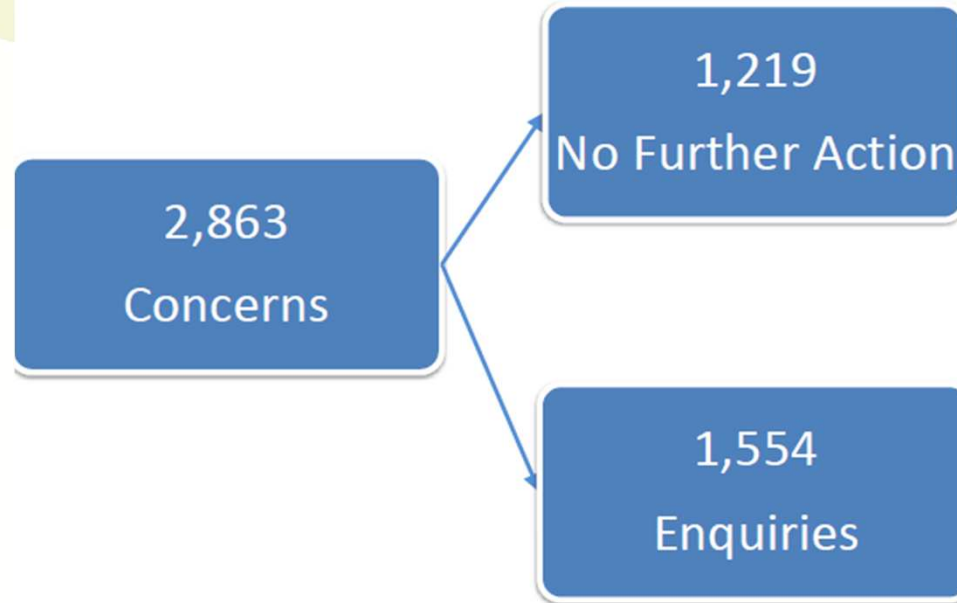 2,863
Concerns
1,219
No Further Action
1,554
Enquiries